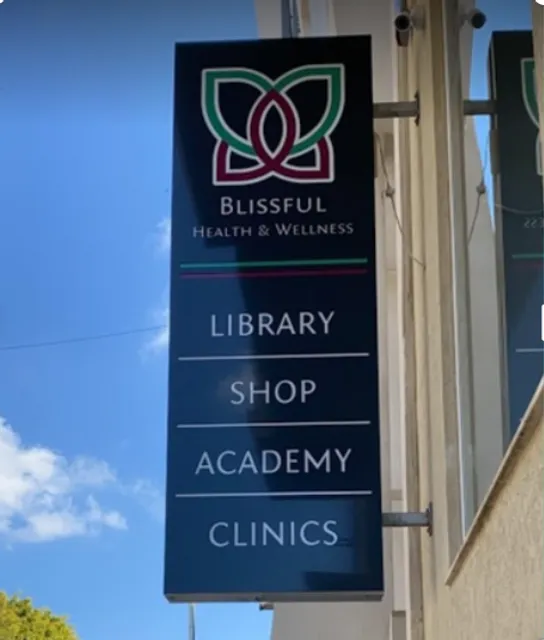 BLISSFUL
HEALTH & WELLNESS
LIBRARY
SHOP
ACADEMY
CLINICS